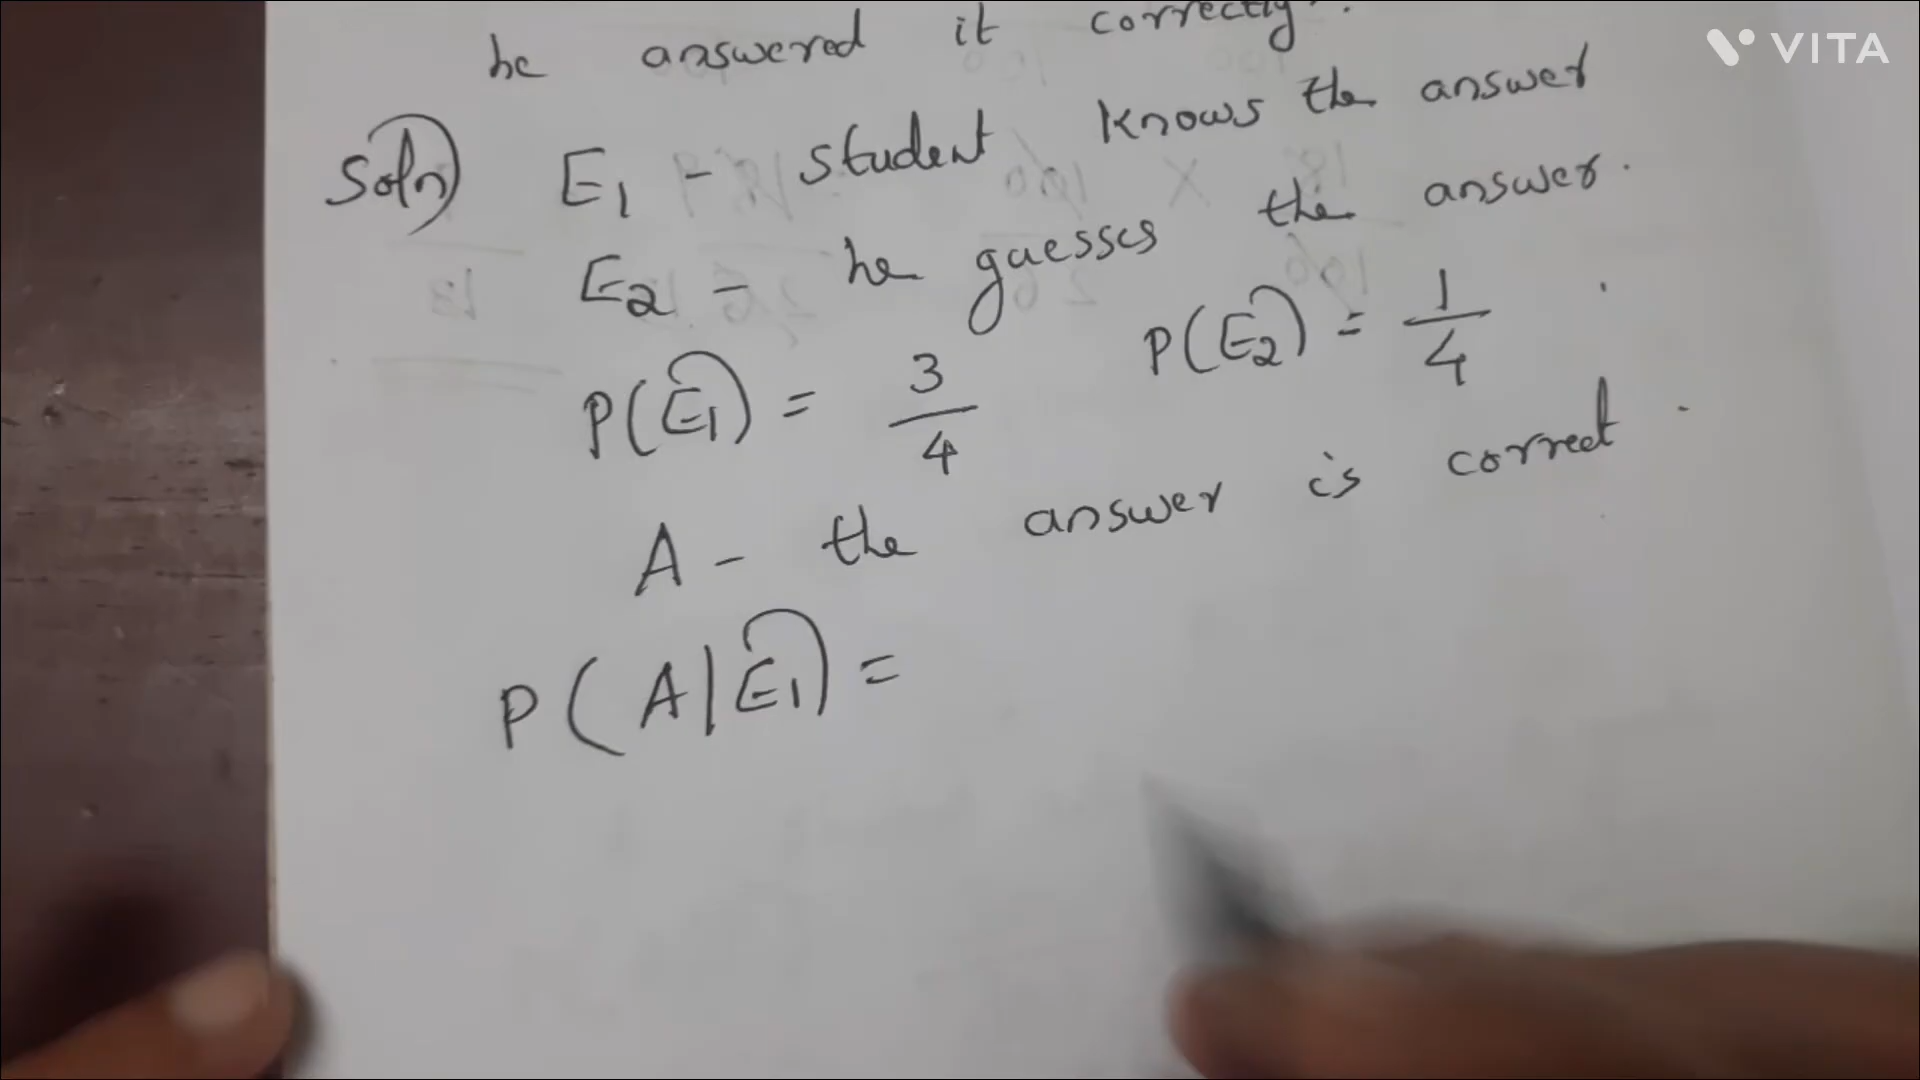 he answered it correctly.
VITA
Soln) E1 - student knows the answer
E2 - he guesses the answer.
P(E1) = 3/4 P(E2) = 1/4
A - the answer is correct.
P(A|E1) =